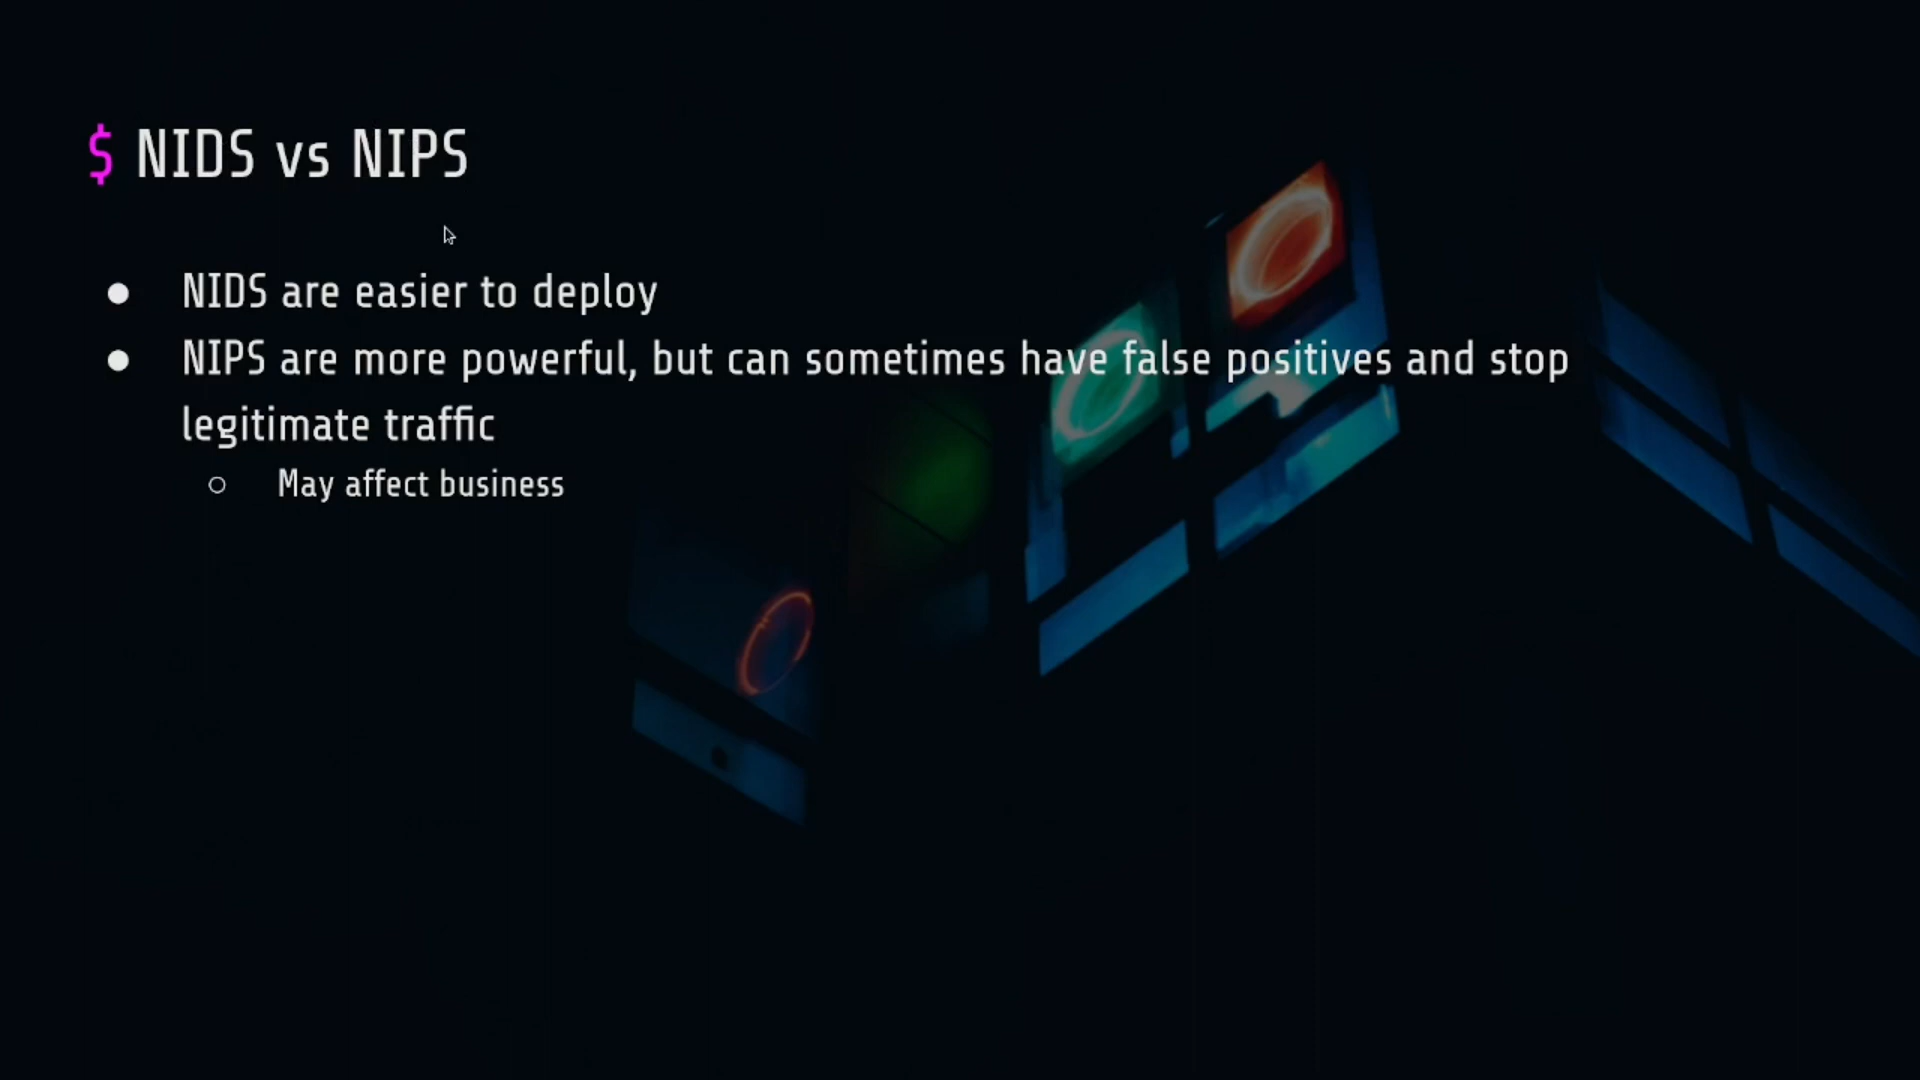 $ NIDS vs NIPS
● NIDS are easier to deploy
● NIPS are more powerful, but can sometimes have false positives and stop
legitimate traffic
○ May affect business